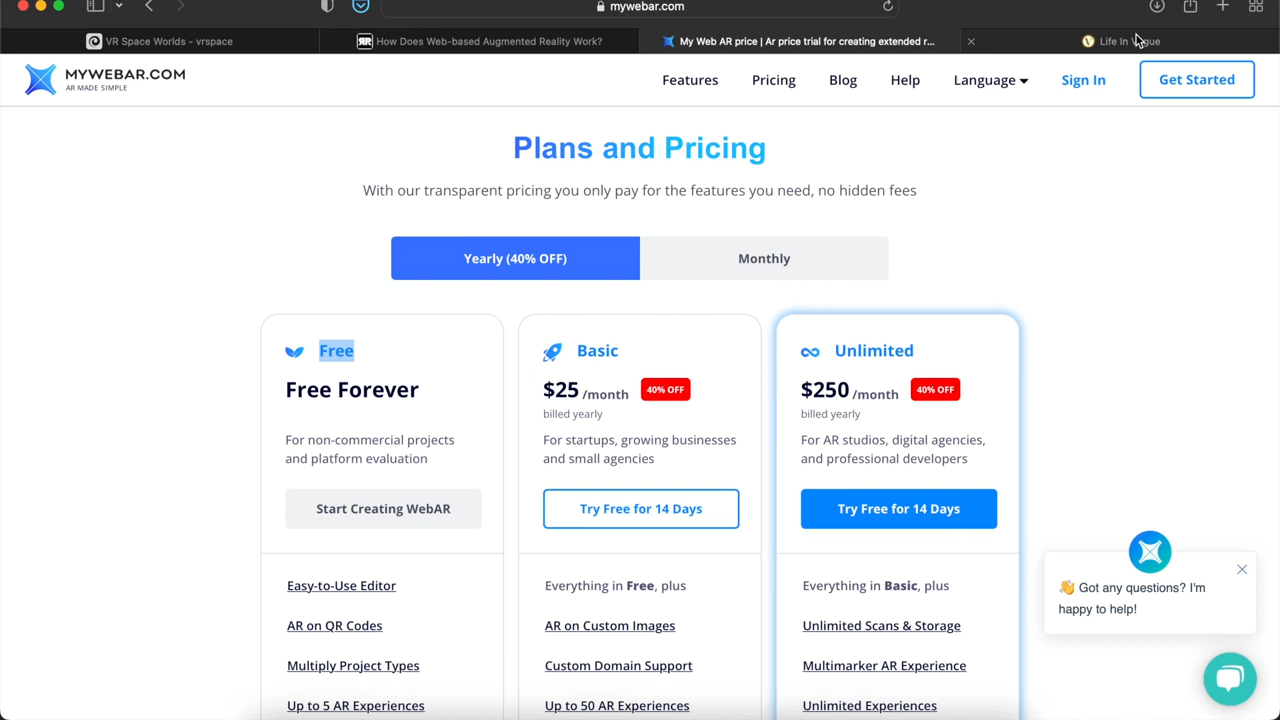 mywebar.com
VR Space Worlds - vrspace
How Does Web-based Augmented Reality Work?
My Web AR price | Ar price trial for creating extended r...
MYWEBAR.COM
AR MADE SIMPLE
Features
Pricing
Blog
Help
Language
Sign In
Get Started
Plans and Pricing
With our transparent pricing you only pay for the features you need, no hidden fees
Yearly (40% OFF)
Monthly
Free
Free Forever
For non-commercial projects
and platform evaluation
Start Creating WebAR
Easy-to-Use Editor
AR on QR Codes
Multiply Project Types
Up to 5 AR Experiences
Basic
$25 /month
40% OFF
billed yearly
For startups, growing businesses
and small agencies
Try Free for 14 Days
Everything in Free, plus
AR on Custom Images
Custom Domain Support
Up to 50 AR Experiences
Unlimited
$250 /month
40% OFF
billed yearly
For AR studios, digital agencies,
and professional developers
Try Free for 14 Days
Everything in Basic, plus
Unlimited Scans & Storage
Multimarker AR Experience
Unlimited Experiences
👋 Got any questions? I'm
happy to help!
Life In